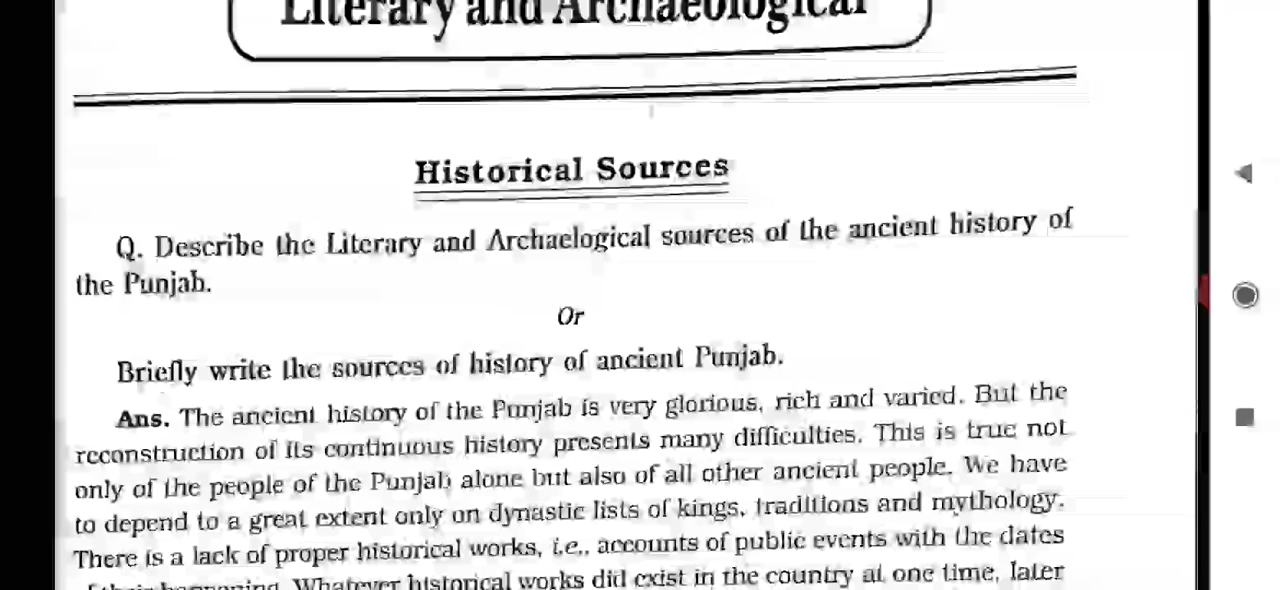 Literary and Archaeological
Historical Sources
Q. Describe the Literary and Archaelogical sources of the ancient history of
the Punjab.
Or
Briefly write the sources of history of ancient Punjab.
Ans. The ancient history of the Punjab is very glorious, rich and varied. But the
reconstruction of its continuous history presents many difficulties. This is true not
only of the people of the Punjab alone but also of all other ancient people. We have
to depend to a great extent only on dynastic lists of kings, traditions and mythology.
There is a lack of proper historical works, i.e., accounts of public events with the dates
of their happening. Whatever historical works did exist in the country at one time, later